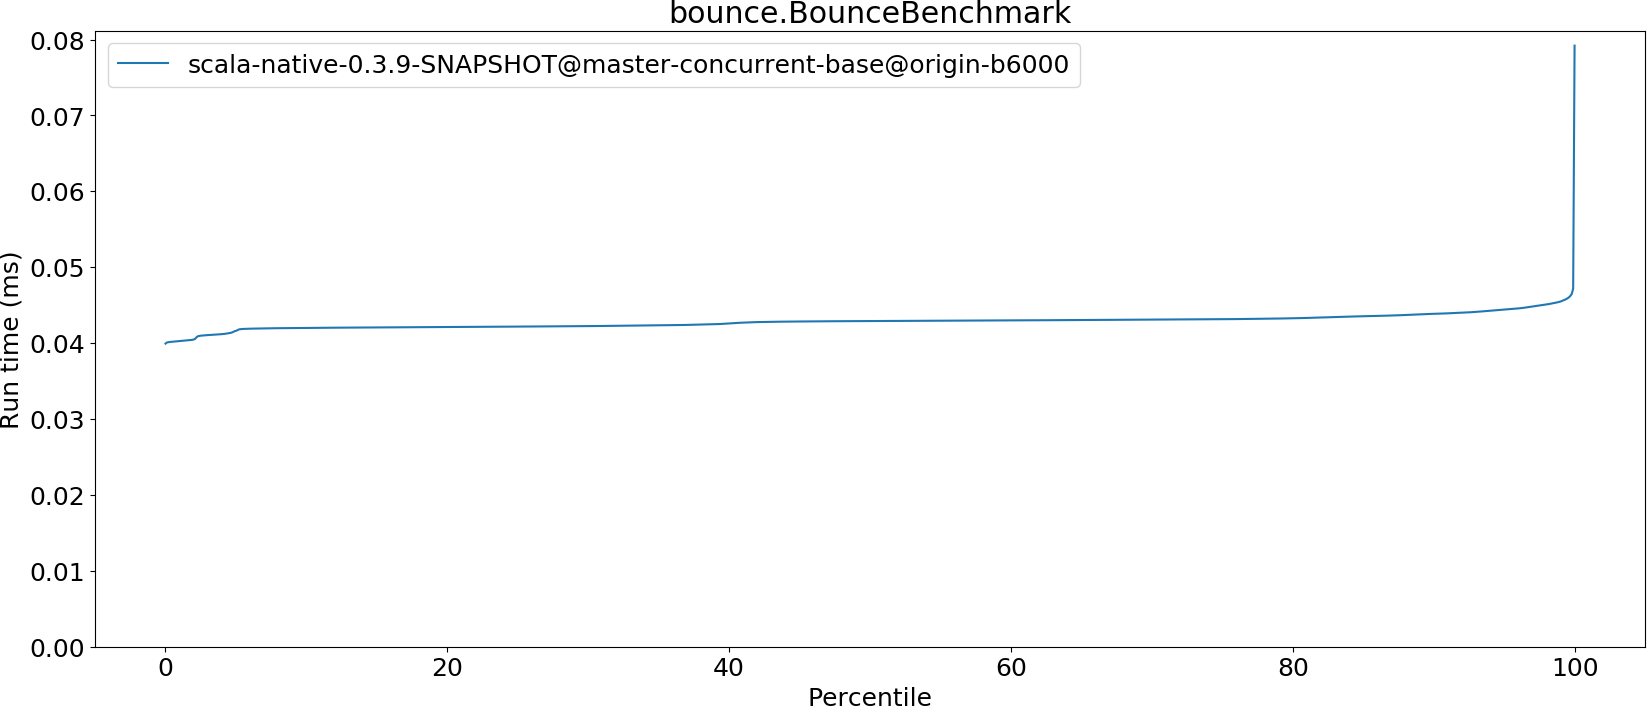 bounce.BounceBenchmark
scala-native-0.3.9-SNAPSHOT@master-concurrent-base@origin-b6000
Run time (ms)
0.08
0.07
0.06
0.05
0.04
0.03
0.02
0.01
0.00
0 20 40 60 80 100
Percentile